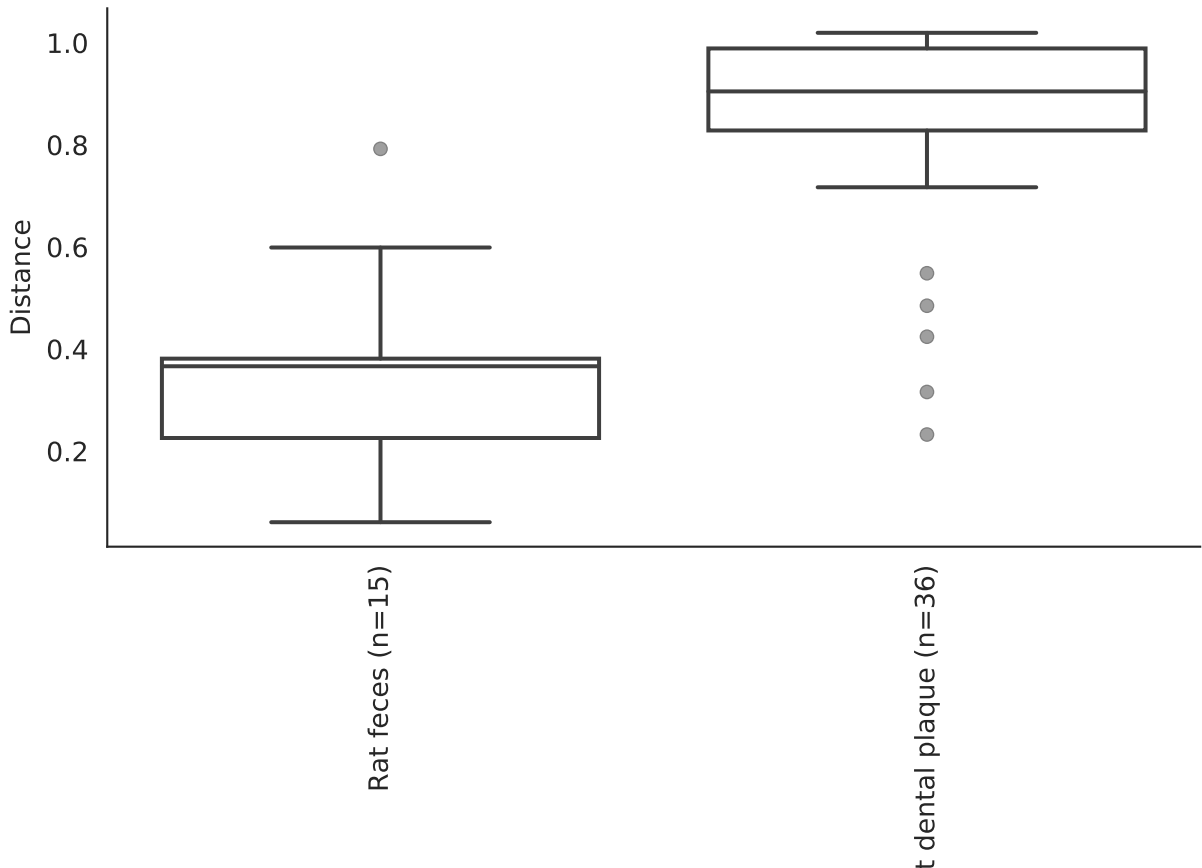 1.0
0.8
0.6
0.4
0.2
Distance
Rat feces (n=15)
t dental plaque (n=36)